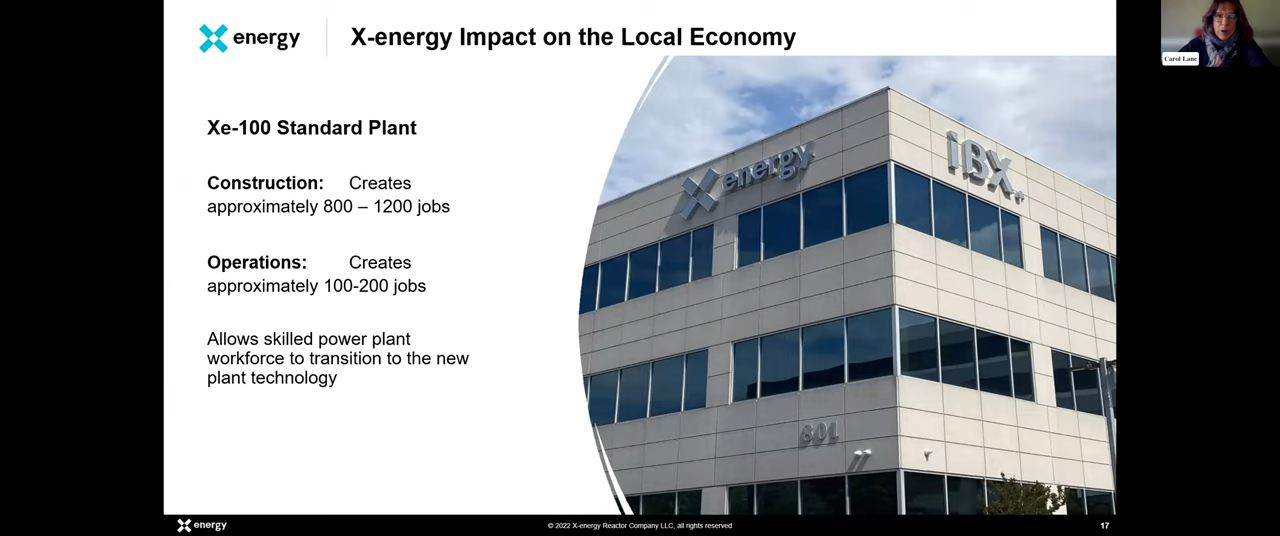 energy
X-energy Impact on the Local Economy
Carol Lane
Xe-100 Standard Plant
Construction: Creates
approximately 800 – 1200 jobs
Operations: Creates
approximately 100-200 jobs
Allows skilled power plant
workforce to transition to the new
plant technology
X energy
iBX
801
energy
© 2022 X-energy Reactor Company LLC, all rights reserved
17